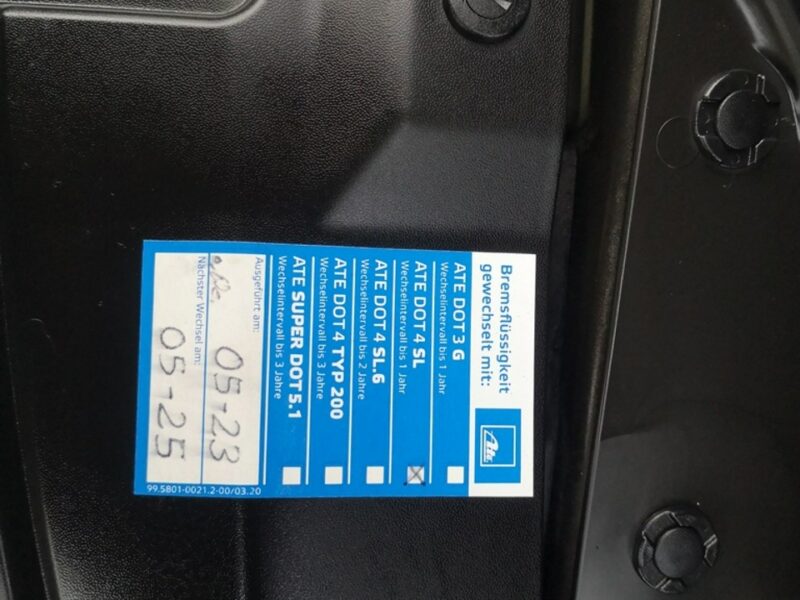 Bremsflüssigkeit
gewechselt mit:
Ate
ATE DOT 3 G
Wechselintervall bis 1 Jahr
ATE DOT 4 SL
Wechselintervall bis 1 Jahr
ATE DOT 4 SL.6
Wechselintervall bis 2 Jahre
ATE DOT 4 TYP 200
Wechselintervall bis 3 Jahre
ATE SUPER DOT 5.1
Wechselintervall bis 3 Jahre
Ausgeführt am:
05-23
Nächster Wechsel am:
05-25
99.5801-0021.2-00/03.20